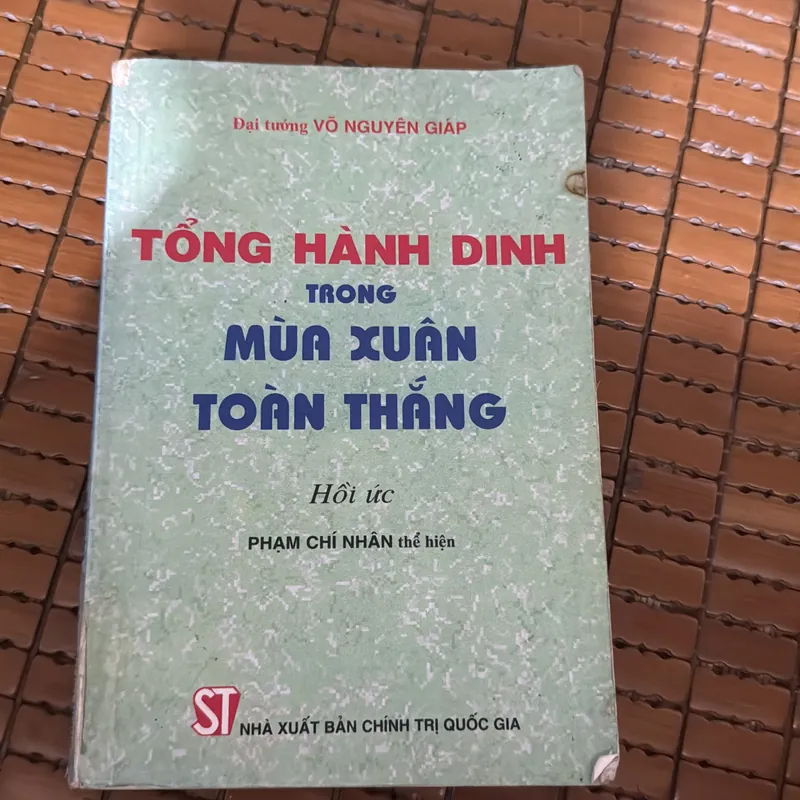 Đại tướng VÕ NGUYÊN GIÁP
TỔNG HÀNH DINH
TRONG
MÙA XUÂN
TOÀN THẮNG
Hồi ức
PHẠM CHÍ NHÂN thể hiện
ST NHÀ XUẤT BẢN CHÍNH TRỊ QUỐC GIA